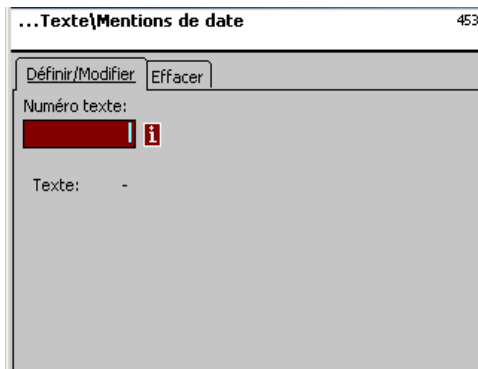 ...Texte\Mentions de date 453
Définir/Modifier Effacer
Numéro texte:
i
Texte: -